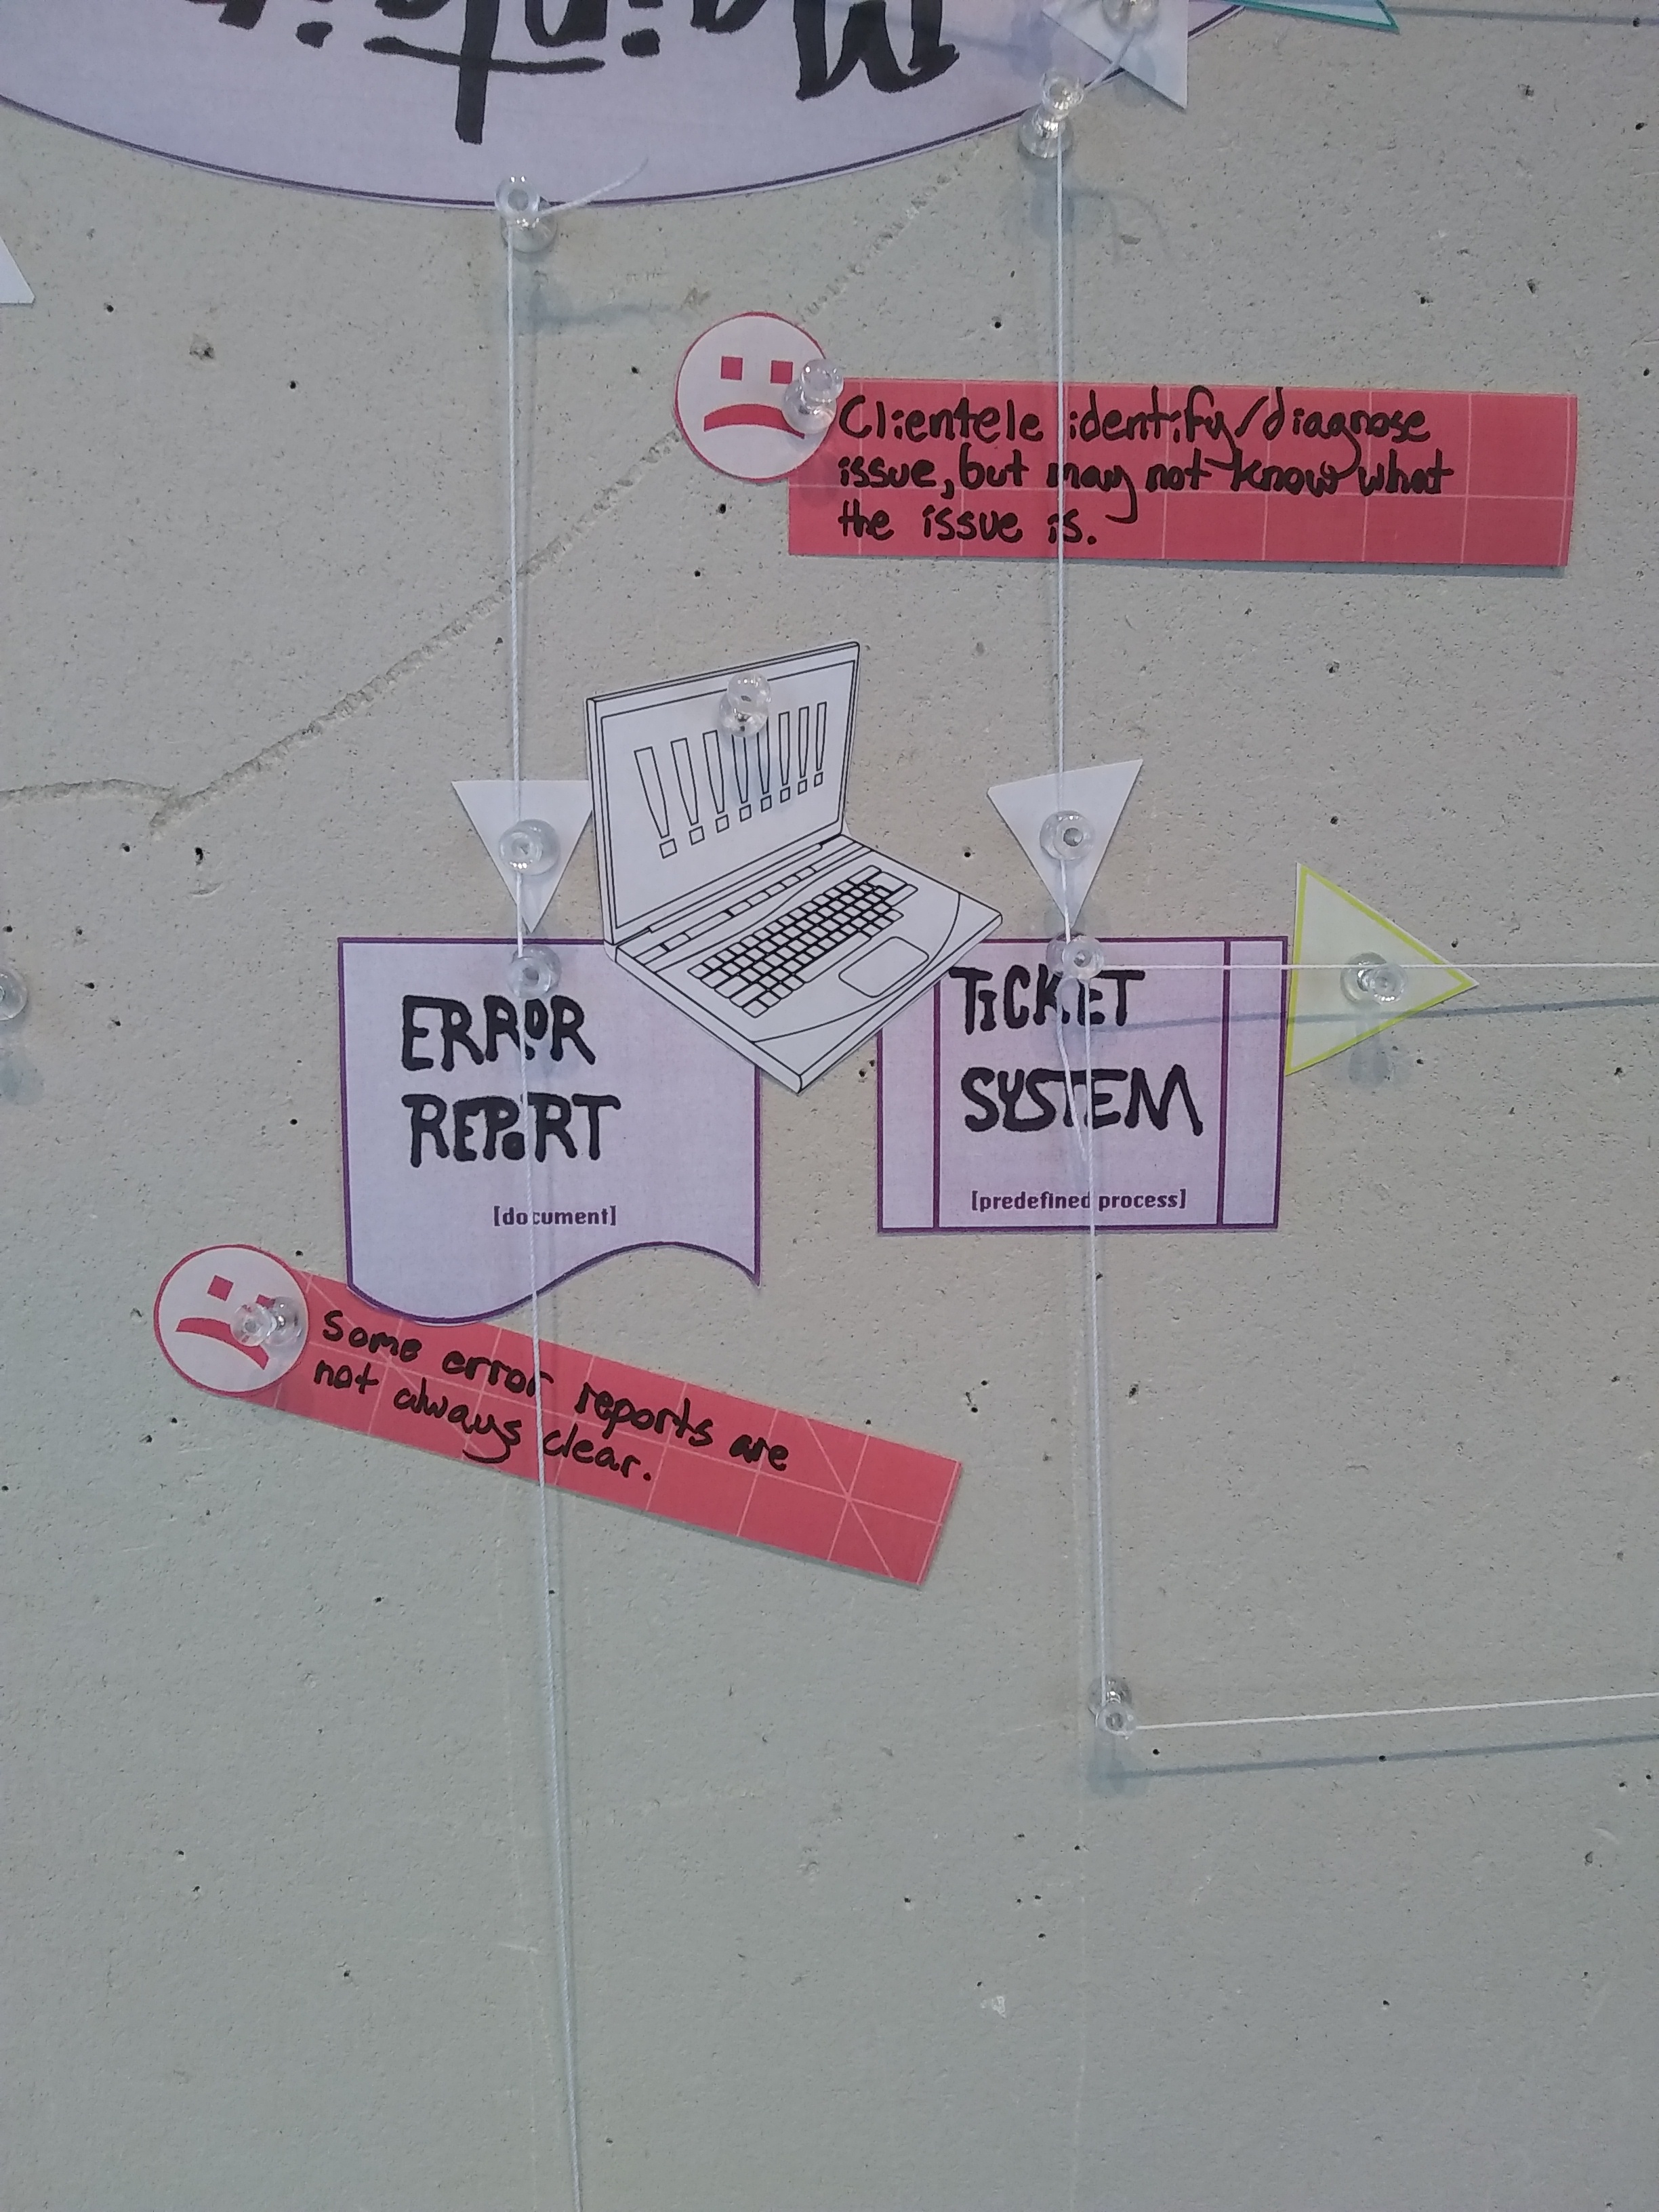 Clientele identify/diagnose
issue, but may not know what
the issue is.
!!!!!!!!
ERROR
REPORT
[document]
TICKET
SYSTEM
[predefined process]
Some error reports are
not always clear.